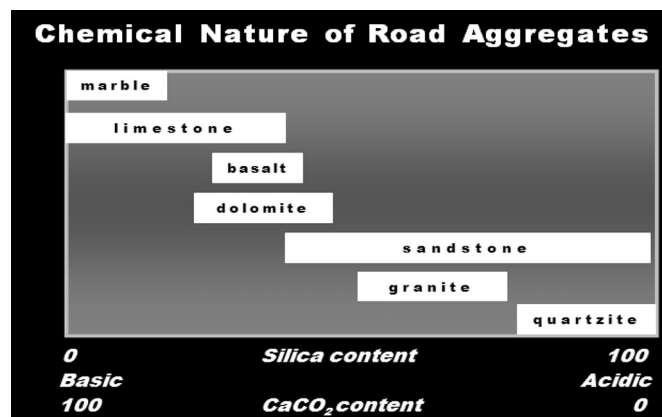 Chemical Nature of Road Aggregates
marble
limestone
basalt
dolomite
sandstone
granite
quartzite
0 Silica content 100
Basic Acidic
100 CaCO₂ content 0